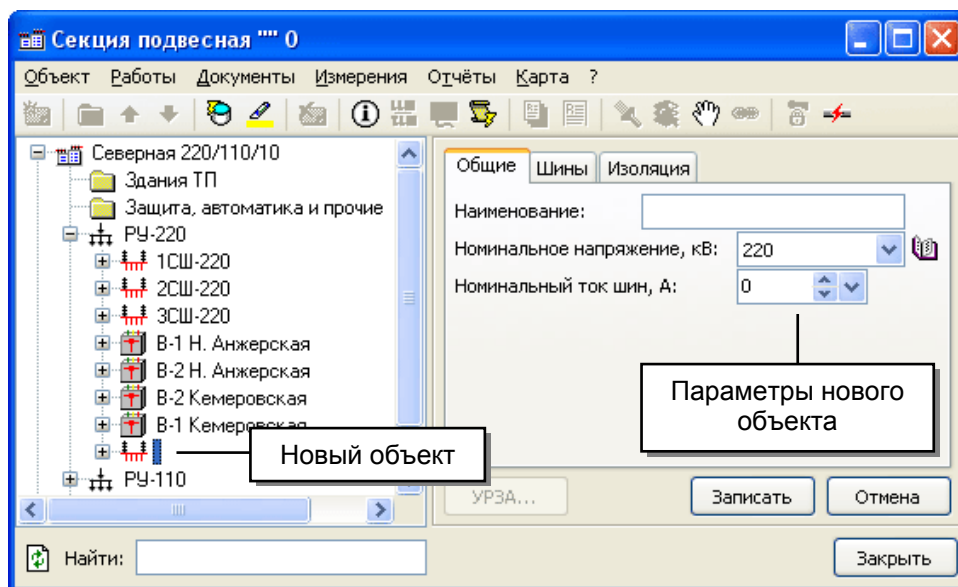 Секция подвесная "" 0
Объект Работы Документы Измерения Отчёты Карта ?
Северная 220/110/10
Здания ТП
Защита, автоматика и прочие
РУ-220
1СШ-220
2СШ-220
3СШ-220
В-1 Н. Анжерская
В-2 Н. Анжерская
В-2 Кемеровская
В-1 Кемеровская
Новый объект
РУ-110
Общие Шины Изоляция
Наименование:
Номинальное напряжение, кВ: 220
Номинальный ток шин, А: 0
Параметры нового
объекта
УРЗА... Записать Отмена
Найти: Закрыть